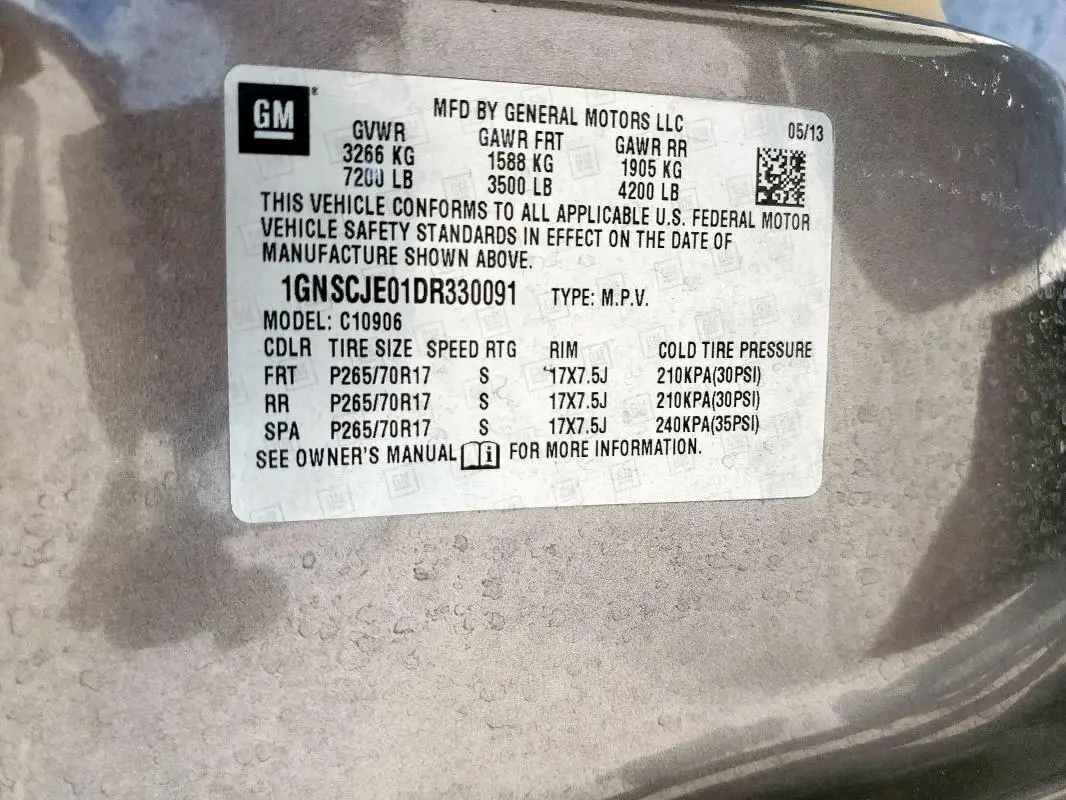 GM ®
MFD BY GENERAL MOTORS LLC 05/13
GVWR GAWR FRT GAWR RR
3266 KG 1588 KG 1905 KG
7200 LB 3500 LB 4200 LB
THIS VEHICLE CONFORMS TO ALL APPLICABLE U.S. FEDERAL MOTOR
VEHICLE SAFETY STANDARDS IN EFFECT ON THE DATE OF
MANUFACTURE SHOWN ABOVE.
1GNSCJE01DR330091 TYPE: M.P.V.
MODEL: C10906
CDLR TIRE SIZE SPEED RTG RIM COLD TIRE PRESSURE
FRT P265/70R17 S 17X7.5J 210KPA(30PSI)
RR P265/70R17 S 17X7.5J 210KPA(30PSI)
SPA P265/70R17 S 17X7.5J 240KPA(35PSI)
SEE OWNER'S MANUAL i FOR MORE INFORMATION.